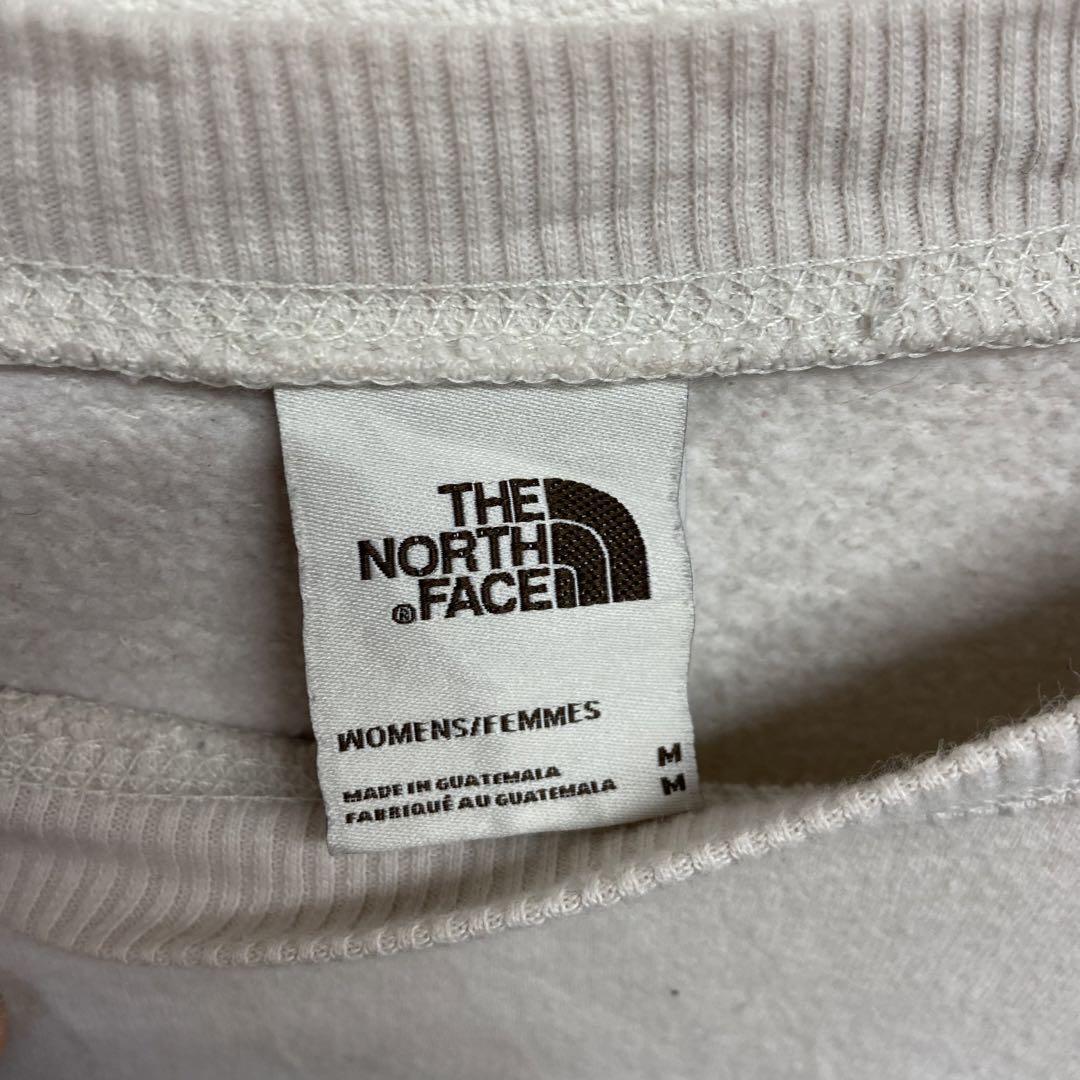 THE
NORTH
® FACE
WOMENS/FEMMES
MADE IN GUATEMALA M
FABRIQUÉ AU GUATEMALA M